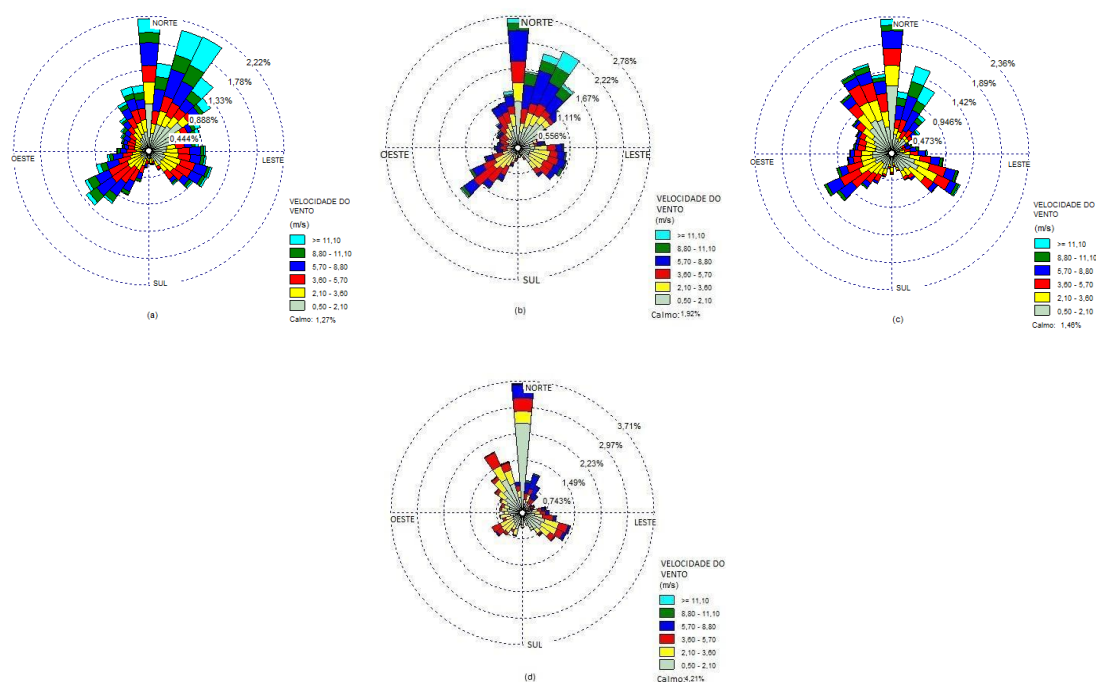 NORTE
2,22%
1,78%
1,33%
0,888%
0,444%
OESTE
LESTE
SUL
VELOCIDADE DO
VENTO
(m/s)
>= 11,10
8,80 - 11,10
5,70 - 8,80
3,60 - 5,70
2,10 - 3,60
0,50 - 2,10
Calmo: 1,27%
(a)
NORTE
2,78%
2,22%
1,67%
1,11%
0,556%
OESTE
LESTE
SUL
VELOCIDADE DO
VENTO
(m/s)
>= 11,10
8,80 - 11,10
5,70 - 8,80
3,60 - 5,70
2,10 - 3,60
0,50 - 2,10
Calmo: 1,92%
(b)
NORTE
2,36%
1,89%
1,42%
0,946%
0,473%
OESTE
LESTE
SUL
VELOCIDADE DO
VENTO
(m/s)
>= 11,10
8,80 - 11,10
5,70 - 8,80
3,60 - 5,70
2,10 - 3,60
0,50 - 2,10
Calmo: 1,46%
(c)
NORTE
3,71%
2,97%
2,23%
1,49%
0,743%
OESTE
LESTE
SUL
VELOCIDADE DO
VENTO
(m/s)
>= 11,10
8,80 - 11,10
5,70 - 8,80
3,60 - 5,70
2,10 - 3,60
0,50 - 2,10
Calmo:4,21%
(d)